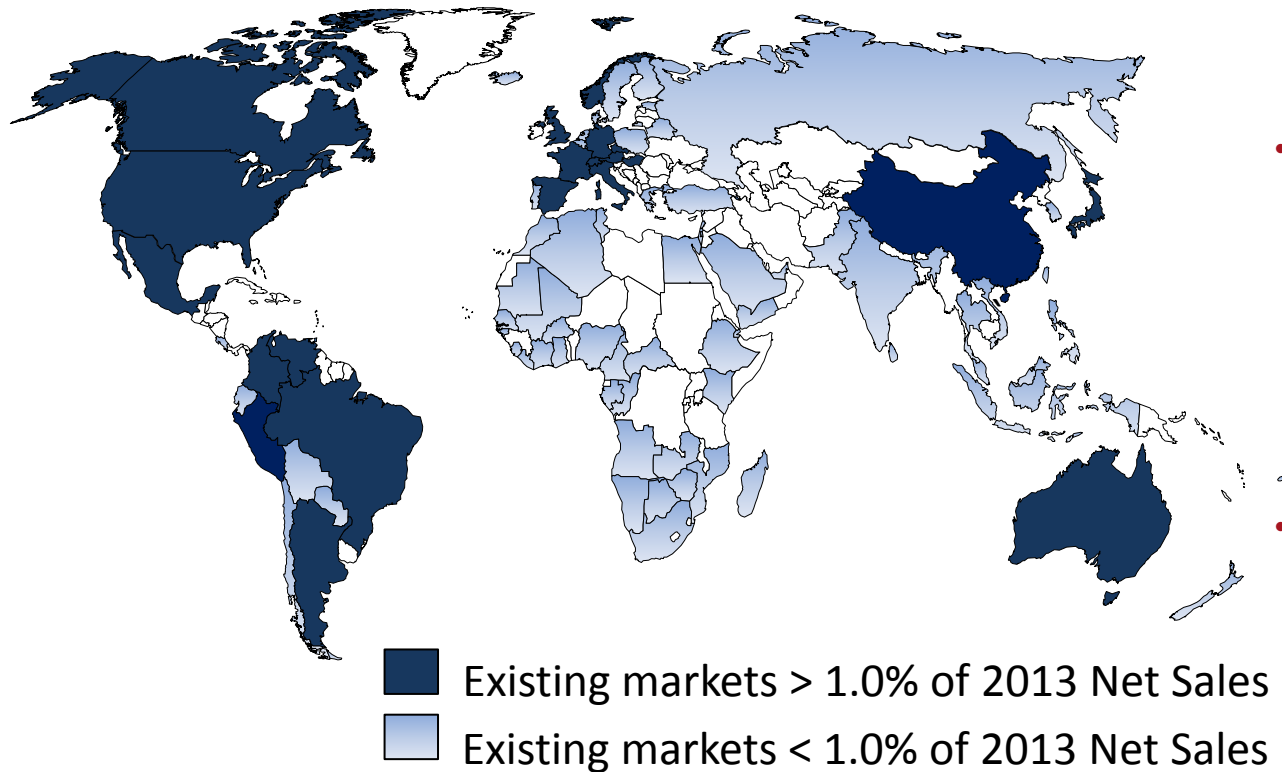 Existing markets > 1.0% of 2013 Net Sales
Existing markets < 1.0% of 2013 Net Sales